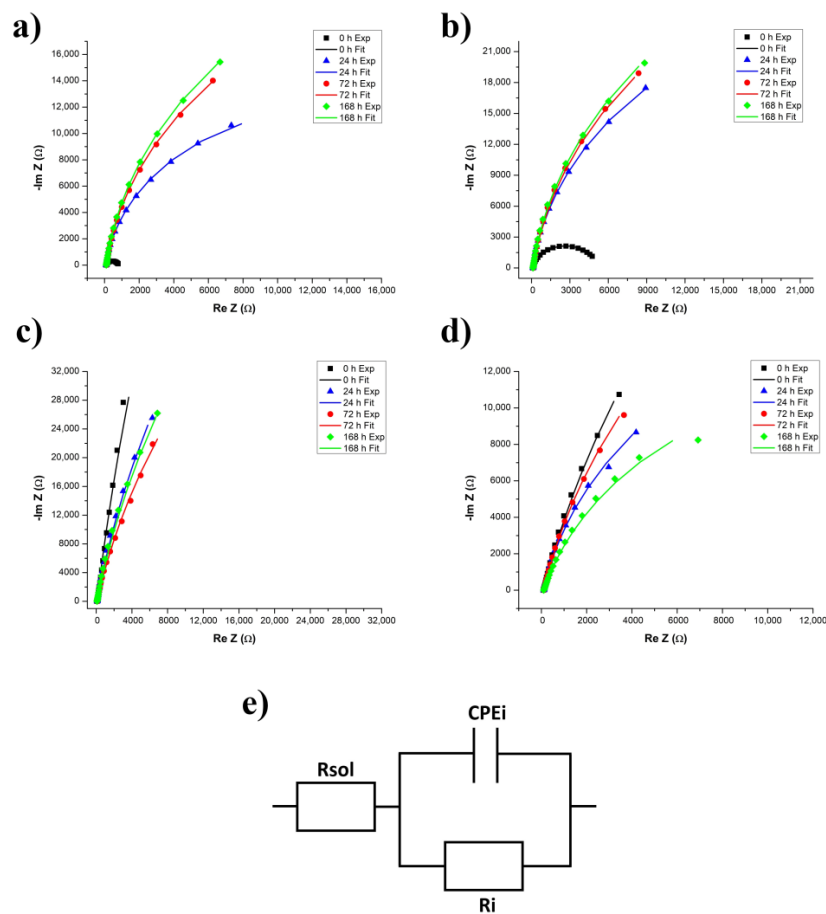 a)
16,000
14,000
12,000
10,000
8000
6000
4000
2000
0
-Im Z (Ω)
0 2000 4000 6000 8000 10,000 12,000 14,000 16,000
Re Z (Ω)
0 h Exp
0 h Fit
24 h Exp
24 h Fit
72 h Exp
72 h Fit
168 h Exp
168 h Fit
b)
21,000
18,000
15,000
12,000
9000
6000
3000
0
-Im Z (Ω)
0 3000 6000 9000 12,000 15,000 18,000 21,000
Re Z (Ω)
0 h Exp
0 h Fit
24 h Exp
24 h Fit
72 h Exp
72 h Fit
168 h Exp
168 h Fit
c)
32,000
28,000
24,000
20,000
16,000
12,000
8000
4000
0
-Im Z (Ω)
0 4000 8000 12,000 16,000 20,000 24,000 28,000 32,000
Re Z (Ω)
0 h Exp
0 h Fit
24 h Exp
24 h Fit
72 h Exp
72 h Fit
168 h Exp
168 h Fit
d)
12,000
10,000
8000
6000
4000
2000
0
-Im Z (Ω)
0 2000 4000 6000 8000 10,000 12,000
Re Z (Ω)
0 h Exp
0 h Fit
24 h Exp
24 h Fit
72 h Exp
72 h Fit
168 h Exp
168 h Fit
e)
CPEi
Rsol
Ri